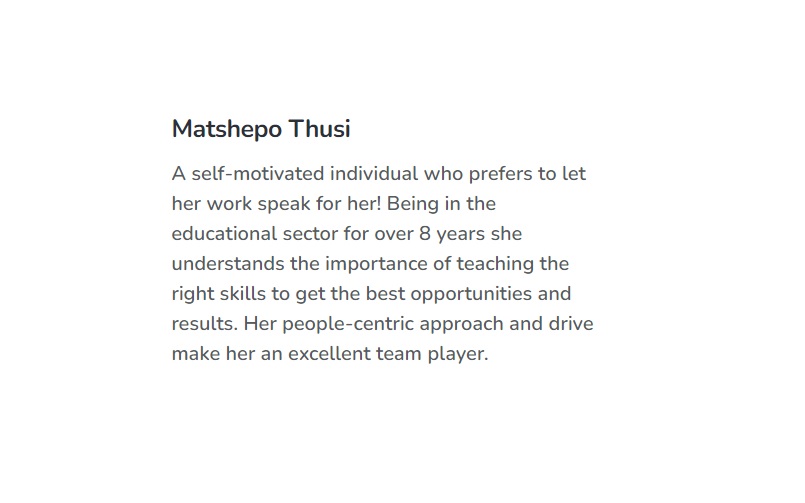 Matshepo Thusi
A self-motivated individual who prefers to let
her work speak for her! Being in the
educational sector for over 8 years she
understands the importance of teaching the
right skills to get the best opportunities and
results. Her people-centric approach and drive
make her an excellent team player.